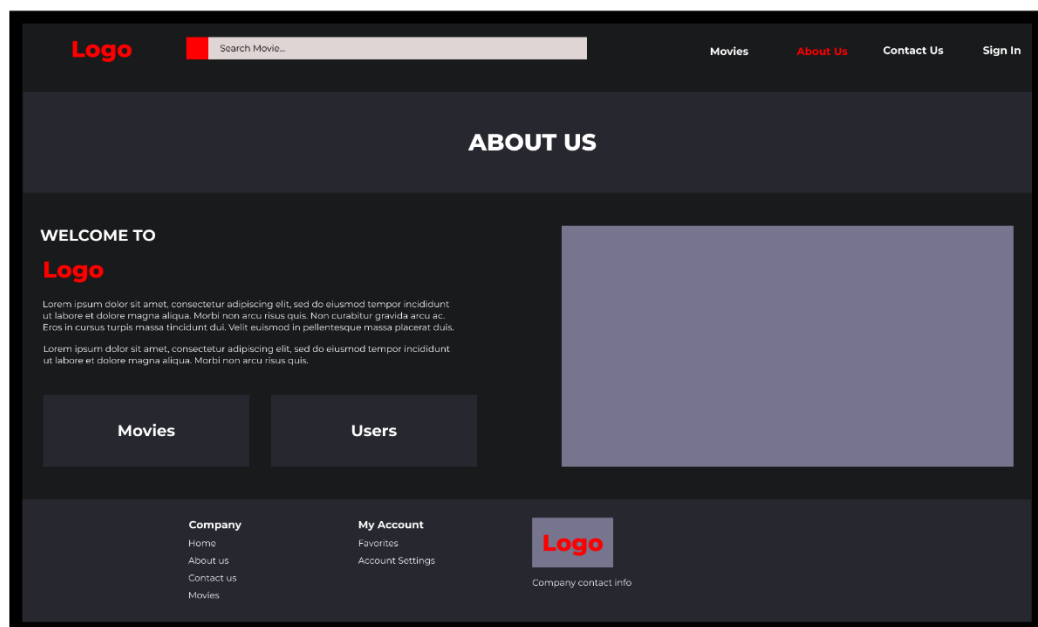 Logo
Search Movie...
Movies
About Us
Contact Us
Sign In
ABOUT US
WELCOME TO
Logo
Lorem ipsum dolor sit amet, consectetur adipiscing elit, sed do eiusmod tempor incididunt
ut labore et dolore magna aliqua. Morbi non arcu risus quis. Non curabitur gravida arcu ac.
Eros in cursus turpis massa tincidunt dui. Velit euismod in pellentesque massa placerat duis.
Lorem ipsum dolor sit amet, consectetur adipiscing elit, sed do eiusmod tempor incididunt
ut labore et dolore magna aliqua. Morbi non arcu risus quis.
Movies
Users
Company
Home
About us
Contact us
Movies
My Account
Favorites
Account Settings
Logo
Company contact info